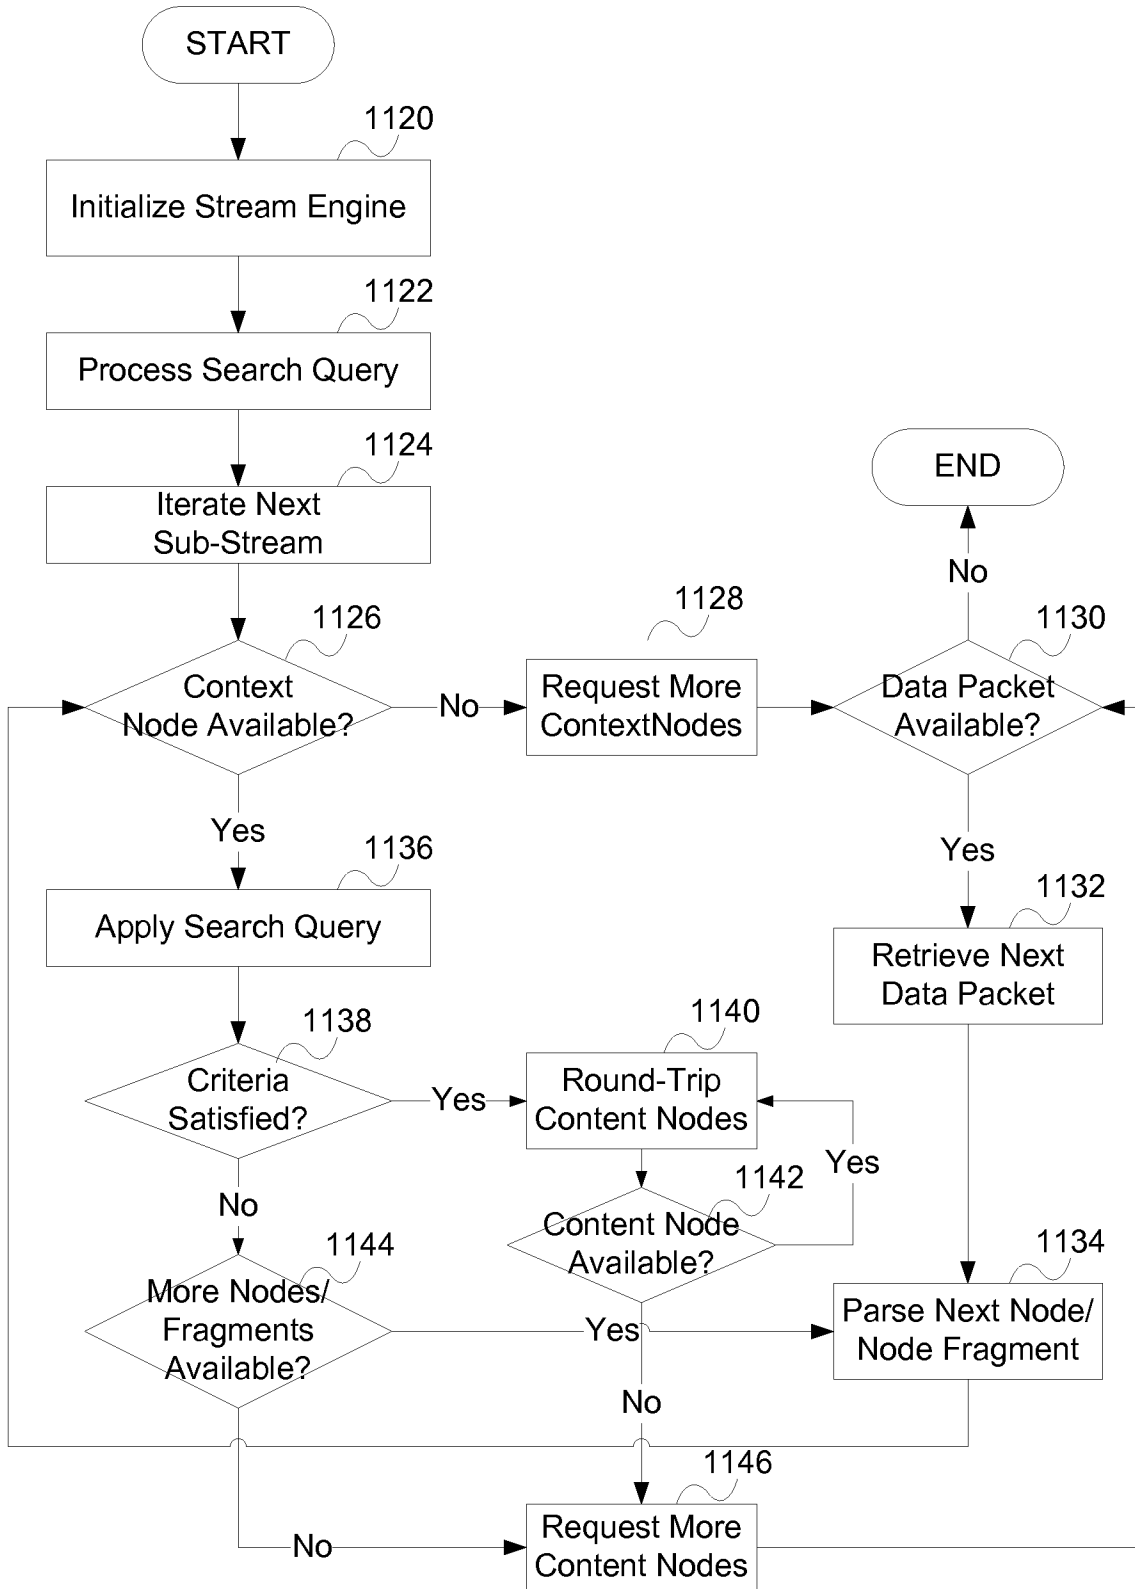 START
1120
Initialize Stream Engine
1122
Process Search Query
1124
Iterate Next
Sub-Stream
END
No
1126
1128
1130
Context
Node Available?
No
Request More
ContextNodes
Data Packet
Available?
Yes
Yes
1136
1132
Apply Search Query
Retrieve Next
Data Packet
1138
1140
Criteria
Satisfied?
Yes
Round-Trip
Content Nodes
Yes
No
1142
Content Node
Available?
1144
1134
More Nodes/
Fragments
Available?
Yes
Parse Next Node/
Node Fragment
No
1146
No
Request More
Content Nodes